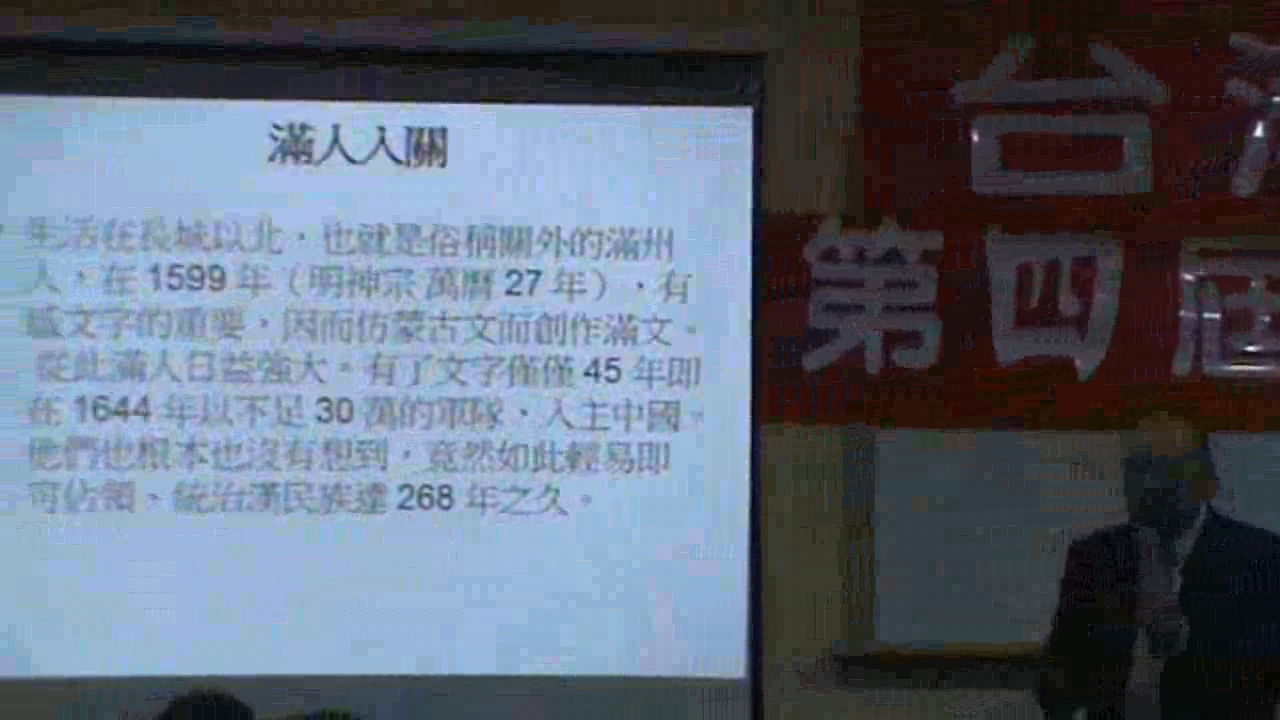 滿人入關
生活在長城以北，也就是俗稱關外的滿州
人，在 1599 年（明神宗 萬曆 27 年），有
感文字的重要，因而仿蒙古文而創作滿文。
從此滿人日益強大。有了文字僅僅 45 年即
在 1644 年以不足 30 萬的軍隊、入主中國。
他們也根本也沒有想到，竟然如此輕易即
可佔領、統治漢民族達 268 年之久。
台
第四屆